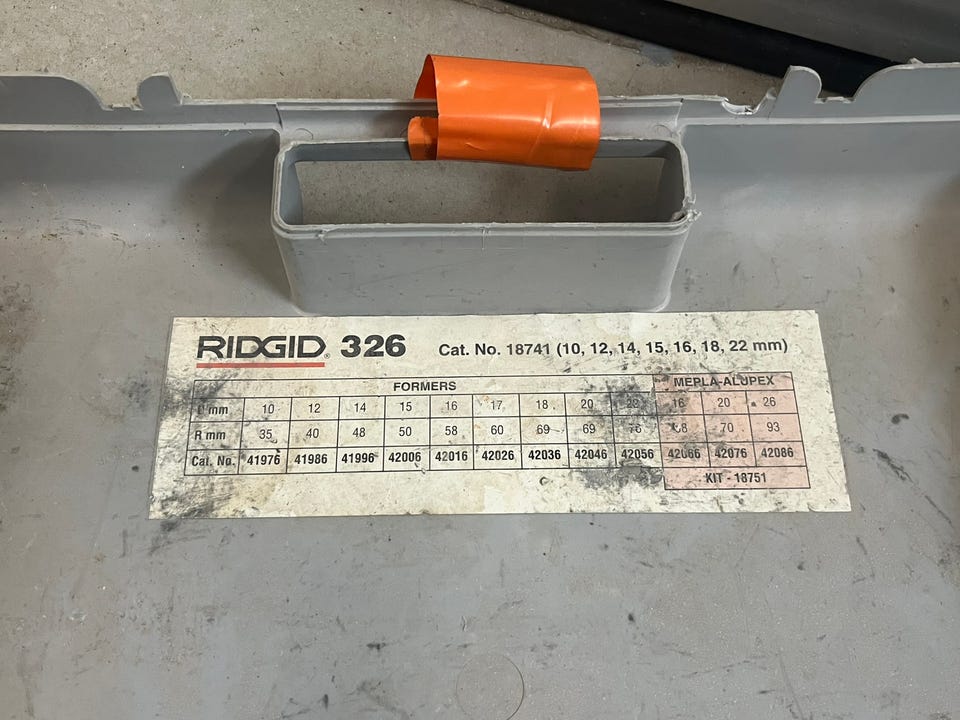 RIDGID® 326 Cat. No. 18741 (10, 12, 14, 15, 16, 18, 22 mm)
FORMERS MEPLA-ALUPEX
mm 10 12 14 15 16 17 18 20 16 20 26
R mm 35 40 48 50 58 60 69 69 70 93
Cat. No. 41976 41986 41996 42006 42016 42026 42036 42046 42056 42066 42076 42086
KIT - 18751